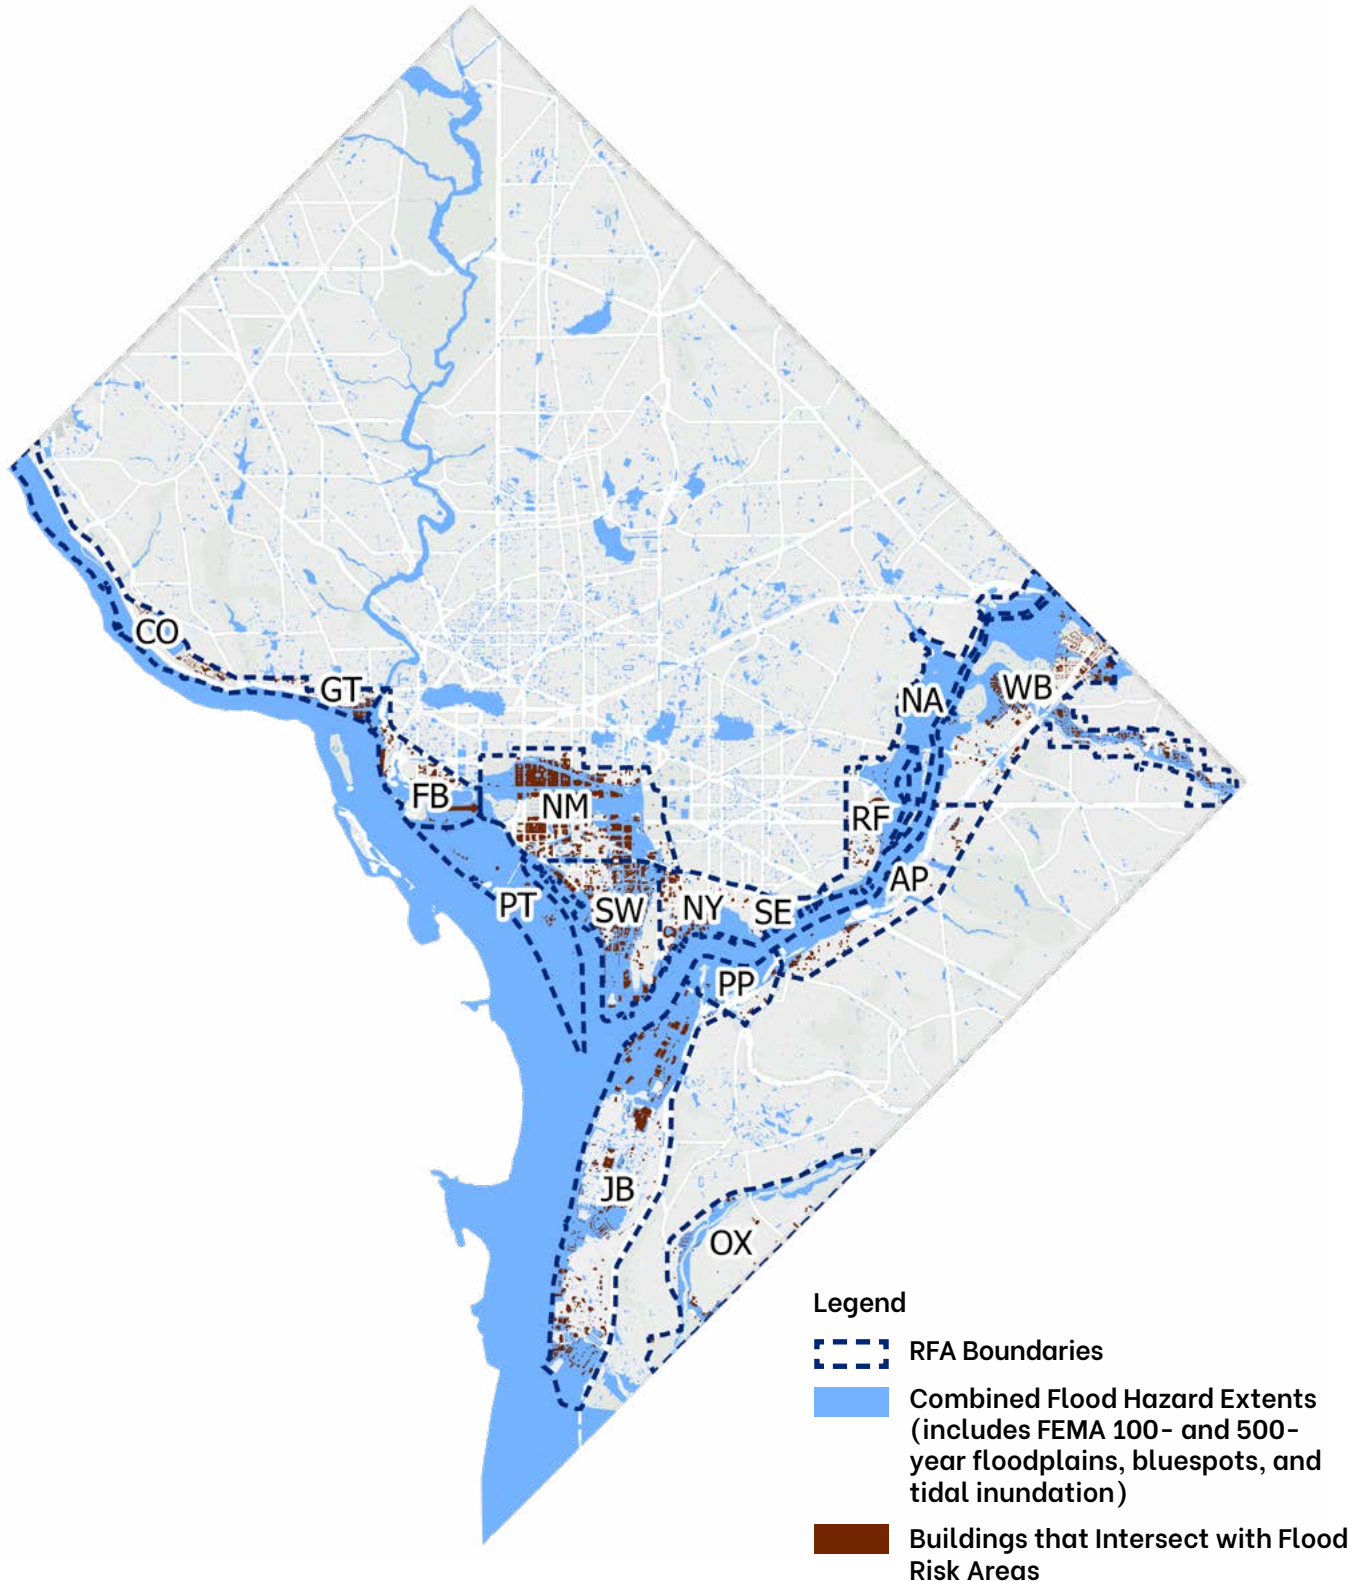 CO
GT
NA
WB
FB
NM
RF
AP
PT
SW
NY
SE
PP
JB
OX
Legend
RFA Boundaries
Combined Flood Hazard Extents
(includes FEMA 100- and 500-
year floodplains, bluespots, and
tidal inundation)
Buildings that Intersect with Flood
Risk Areas